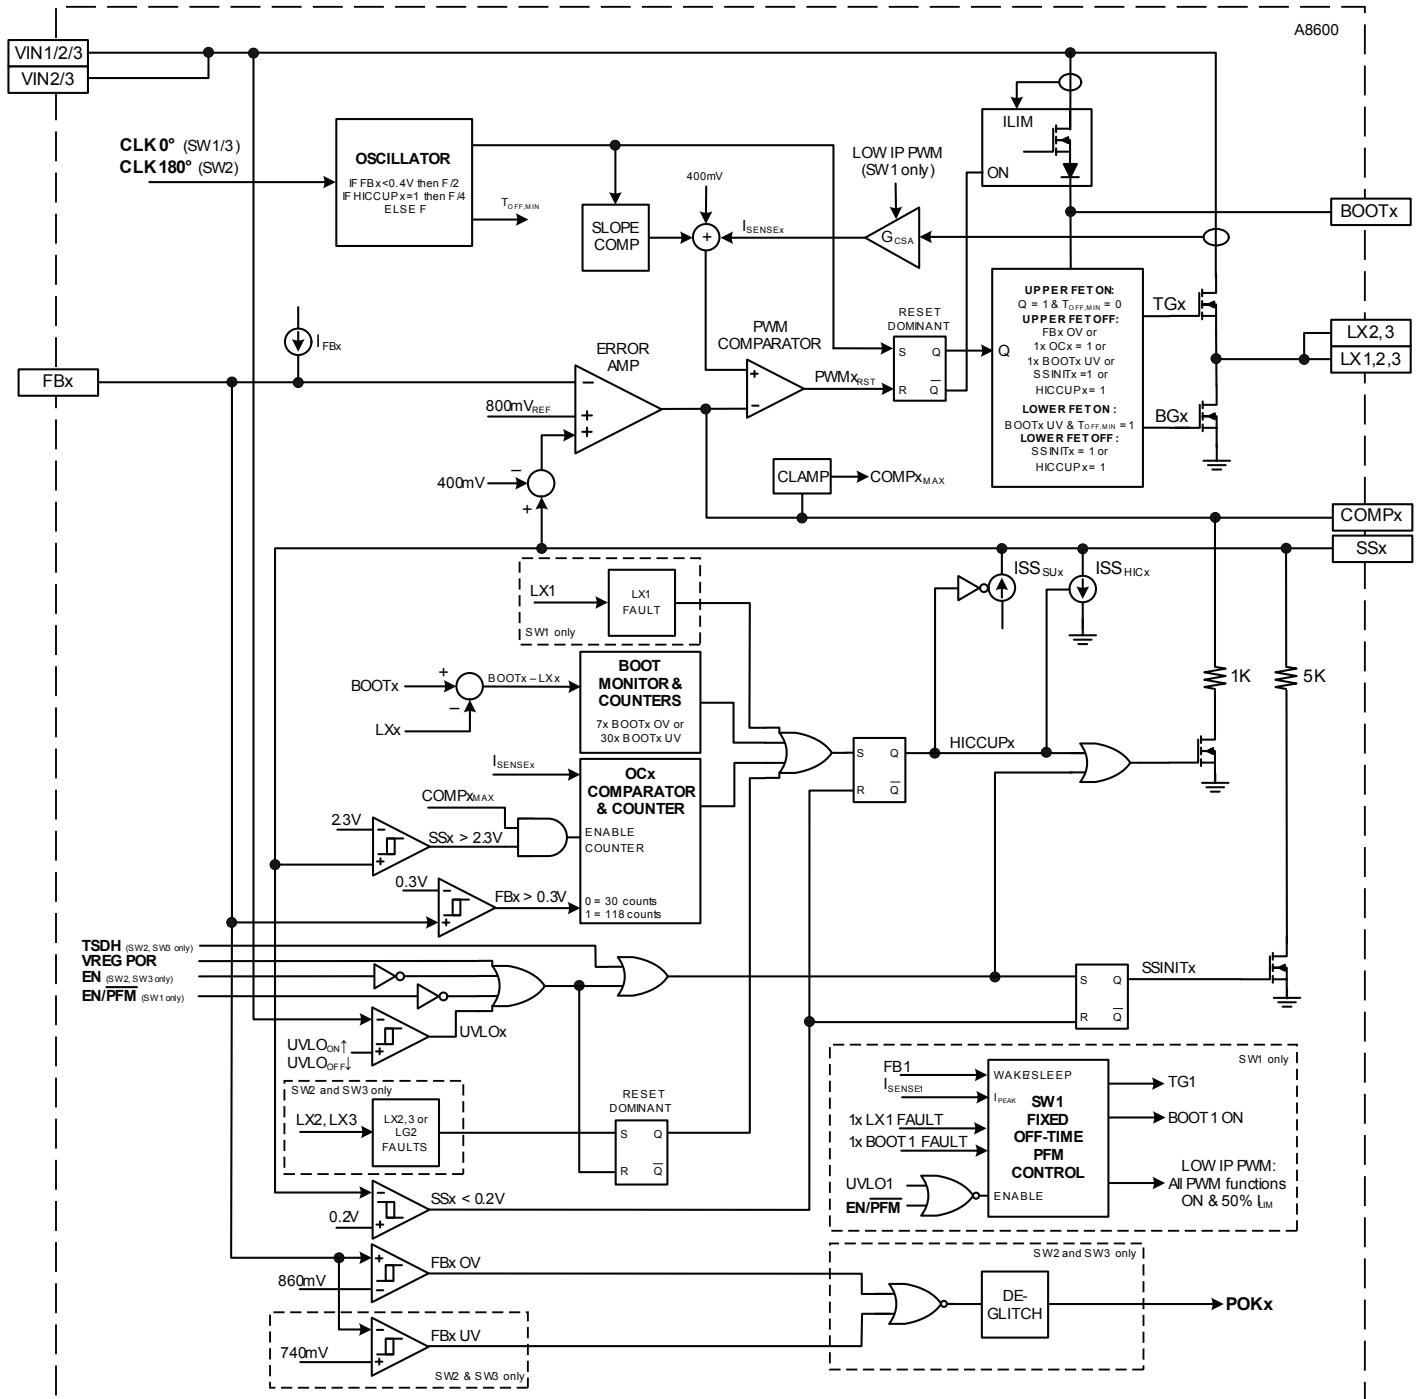 A8600
VIN1/2/3
VIN2/3
CLK 0° (SW1/3)
CLK 180° (SW2)
OSCILLATOR
IF FBx<0.4V then F/2
IF HICCUPx=1 then F/4
ELSE F
TOFF,MIN
SLOPE
COMP
400mV
+
ISENSEx
LOW IP PWM
(SW1 only)
GCSA
ILIM
ON
BOOTx
UPPER FET ON:
Q = 1 & TOFF,MIN = 0
UPPER FET OFF:
FBx OV or
1x OCx = 1 or
1x BOOTx UV or
SSINITx =1 or
HICCUPx = 1
LOWER FET ON :
BOOTx UV & TOFF,MIN = 1
LOWER FET OFF:
SSINITx = 1 or
HICCUPx = 1
Q
TGx
BGx
LX2,3
LX1,2,3
IFBx
FBx
ERROR
AMP
−
800mVREF
+
+
400mV
−
+
PWM
COMPARATOR
+
−
PWMxRST
RESET
DOMINANT
S Q
R Q
CLAMP
COMPxMAX
COMPx
SSx
LX1
LX1
FAULT
SW1 only
ISSSUx
ISSHICx
1K
5K
BOOTx
+
−
LXx
BOOTx – LXx
BOOT
MONITOR &
COUNTERS
7x BOOTx OV or
30x BOOTx UV
ISENSEx
OCx
COMPARATOR
& COUNTER
ENABLE
COUNTER
0 = 30 counts
1 = 118 counts
COMPxMAX
2.3V
−
+
SSx > 2.3V
0.3V
−
+
FBx > 0.3V
S Q
R Q
HICCUPx
TSDH (SW2, SW3 only)
VREG POR
EN (SW2, SW3 only)
EN/PFM (SW1 only)
−
+
UVLOON↑
UVLOOFF↓
UVLOx
S Q
R Q
SSINITx
SW2 and SW3 only
LX2, LX3
LX2,3 or
LG2
FAULTS
RESET
DOMINANT
S Q
R Q
SW1 only
FB1
ISENSE1
1x LX1 FAULT
1x BOOT1 FAULT
UVLO1
EN/PFM
WAKE/SLEEP
IPEAK
SW1
FIXED
OFF-TIME
PFM
CONTROL
ENABLE
TG1
BOOT1 ON
LOW IP PWM:
All PWM functions
ON & 50% ILIM
−
0.2V
+
SSx < 0.2V
+
860mV
−
FBx OV
−
740mV
+
FBx UV
SW2 & SW3 only
SW2 and SW3 only
DE-
GLITCH
POKx